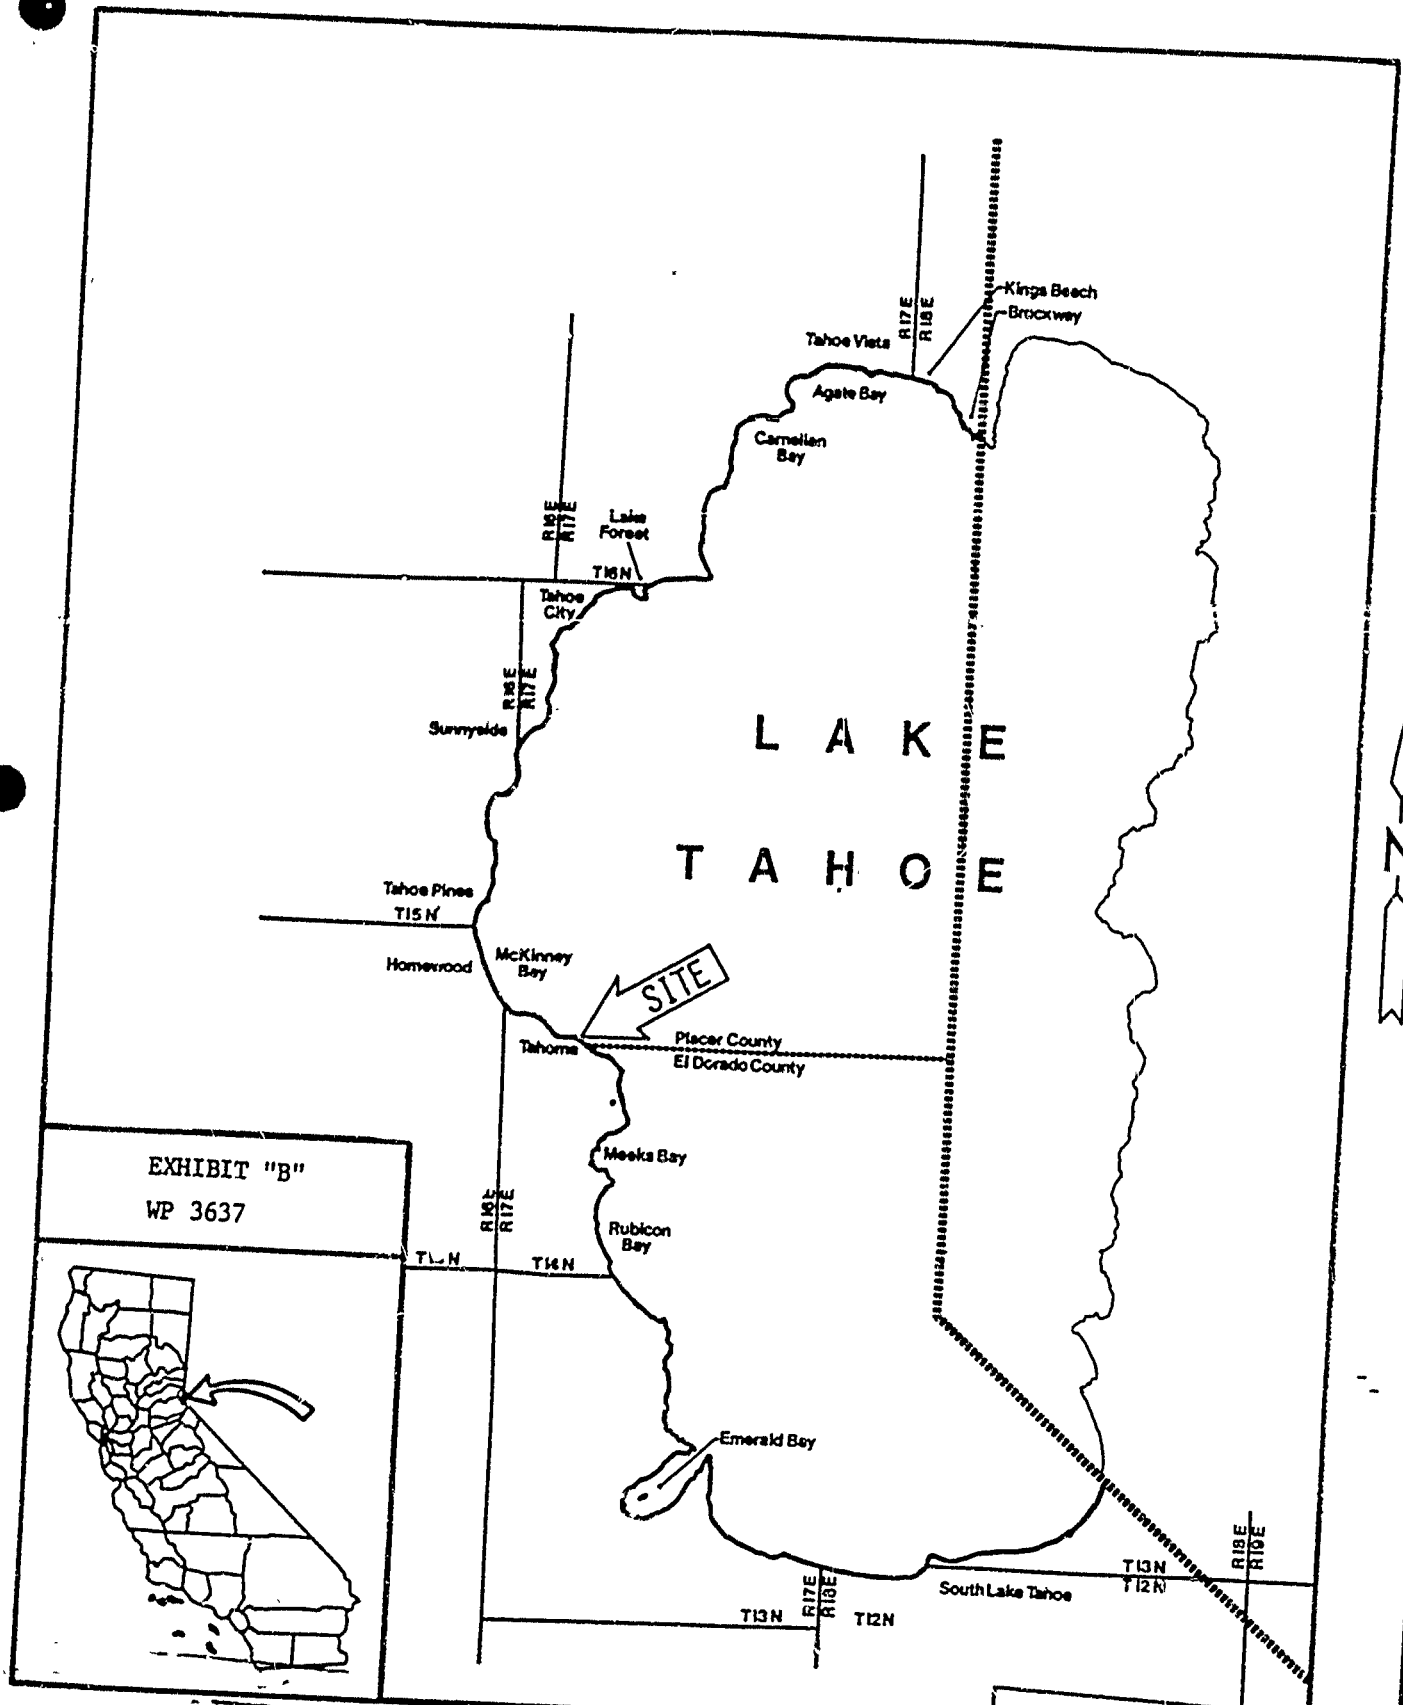 Kings Beach
Brockway
R17E
R18E
Tahoe Vista
Agate Bay
Carnelian
Bay
R16E
R17E
Lake
Forest
T16N
Tahoe
City
R16E
R17E
Sunnyside
LAKE
TAHOE
Tahoe Pines
T15N
Homewood
McKinney
Bay
SITE
N
Placer County
El Dorado County
Tahoma
Meeks Bay
EXHIBIT "B"
WP 3637
R16E
R17E
Rubicon
Bay
T14N
Emerald Bay
R18E
R19E
T13N
T12N
South Lake Tahoe
R17E
R18E
T13N
T12N